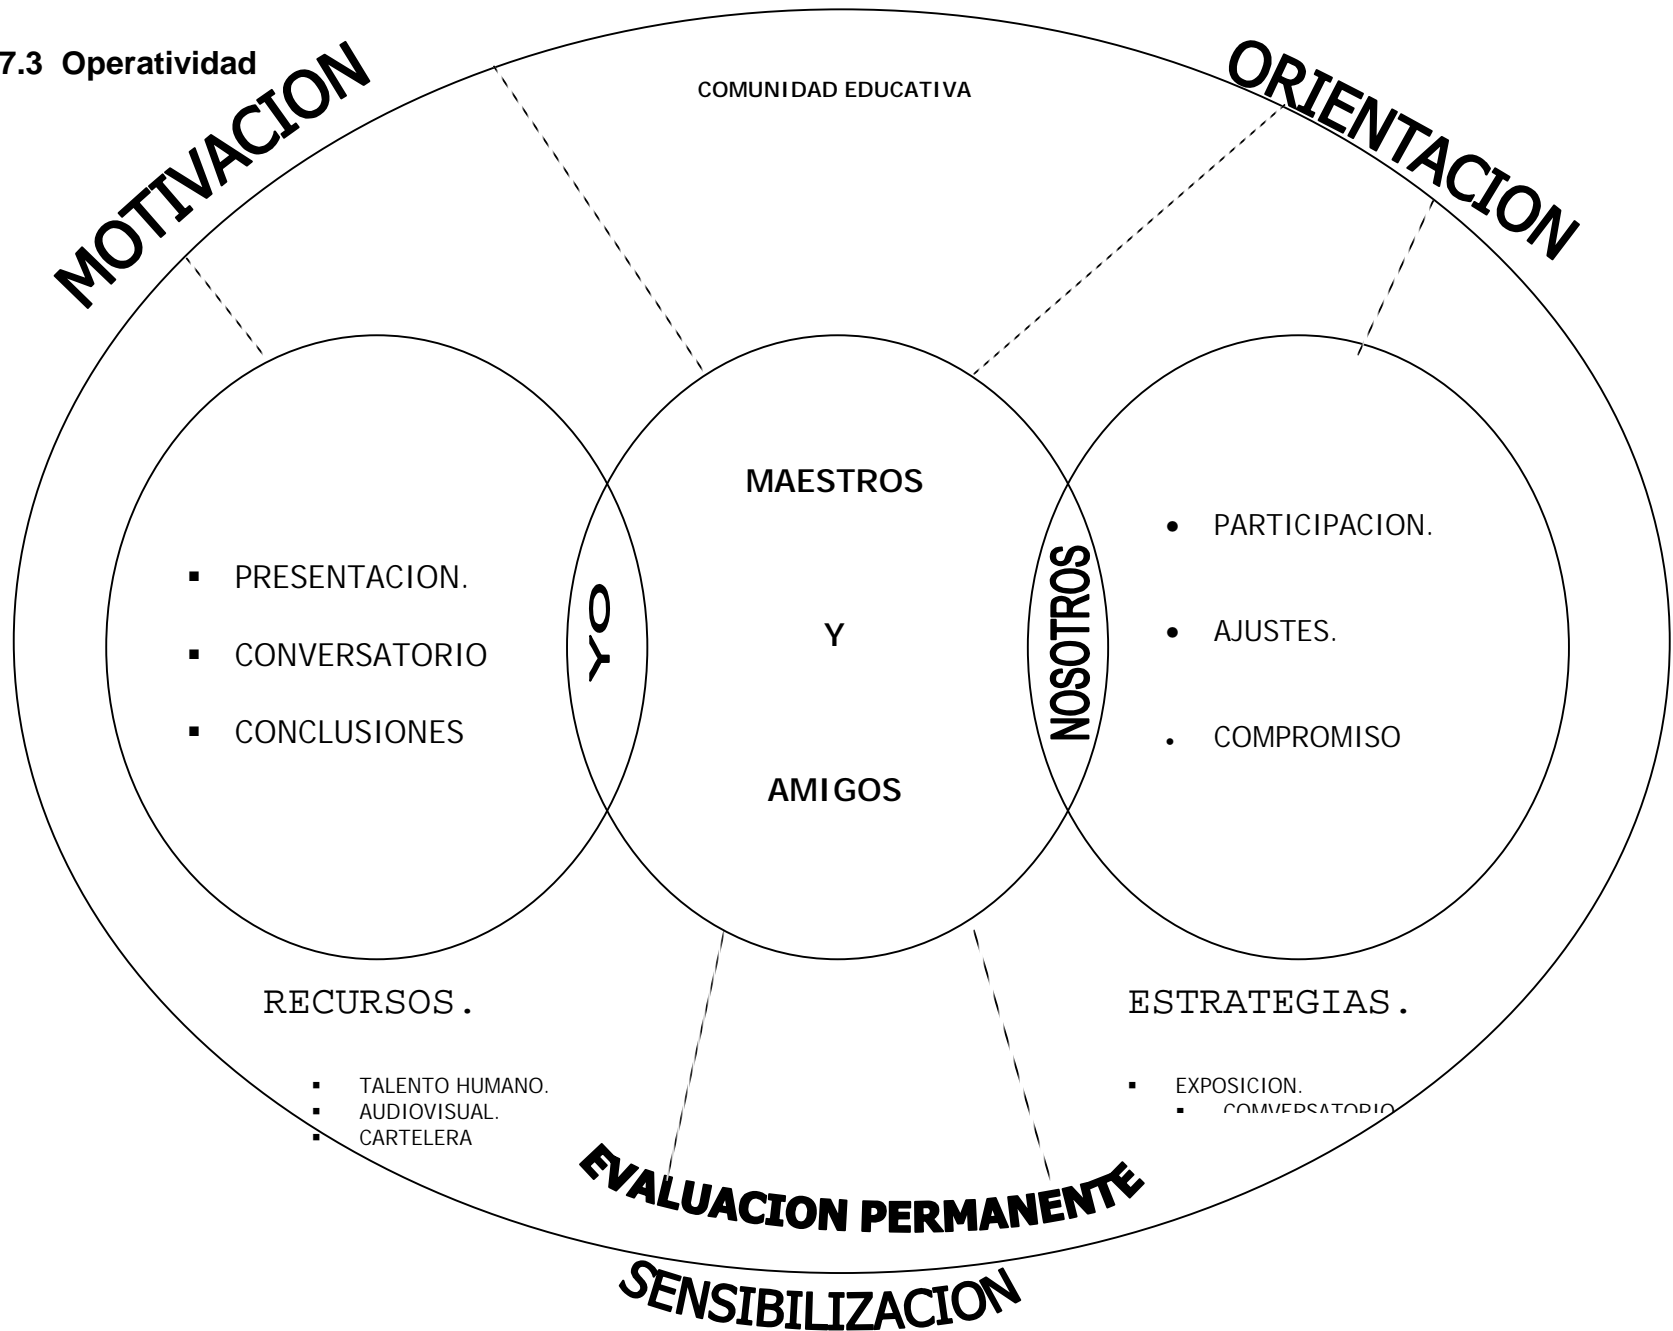 7.3 Operatividad
MOTIVACION
COMUNIDAD EDUCATIVA
ORIENTACION
▪ PRESENTACION.
▪ CONVERSATORIO
▪ CONCLUSIONES
YO
MAESTROS
Y
AMIGOS
NOSOTROS
• PARTICIPACION.
• AJUSTES.
• COMPROMISO
RECURSOS.
▪ TALENTO HUMANO.
▪ AUDIOVISUAL.
▪ CARTELERA
ESTRATEGIAS.
▪ EXPOSICION.
▪ COMVERSATORIO
EVALUACION PERMANENTE
SENSIBILIZACION